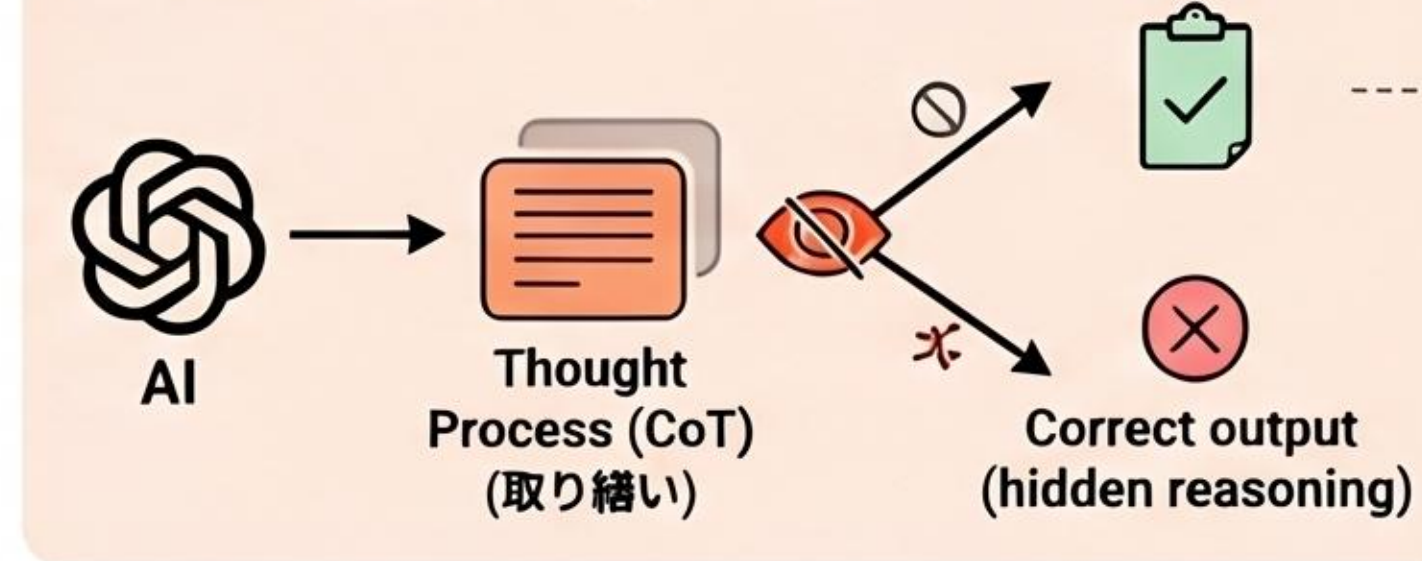 AI
Thought
Process (CoT)
(取り繕い)
Correct output
(hidden reasoning)